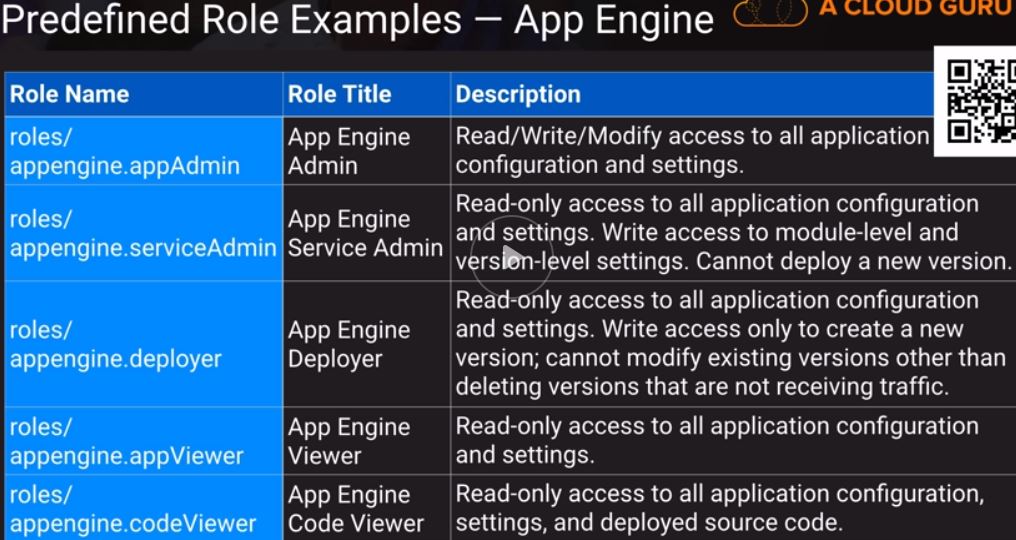 Predefined Role Examples — App Engine
A CLOUD GURU
Role Name
Role Title
Description
roles/
appengine.appAdmin
App Engine
Admin
Read/Write/Modify access to all application
configuration and settings.
roles/
appengine.serviceAdmin
App Engine
Service Admin
Read-only access to all application configuration
and settings. Write access to module-level and
version-level settings. Cannot deploy a new version.
roles/
appengine.deployer
App Engine
Deployer
Read-only access to all application configuration
and settings. Write access only to create a new
version; cannot modify existing versions other than
deleting versions that are not receiving traffic.
roles/
appengine.appViewer
App Engine
Viewer
Read-only access to all application configuration
and settings.
roles/
appengine.codeViewer
App Engine
Code Viewer
Read-only access to all application configuration,
settings, and deployed source code.